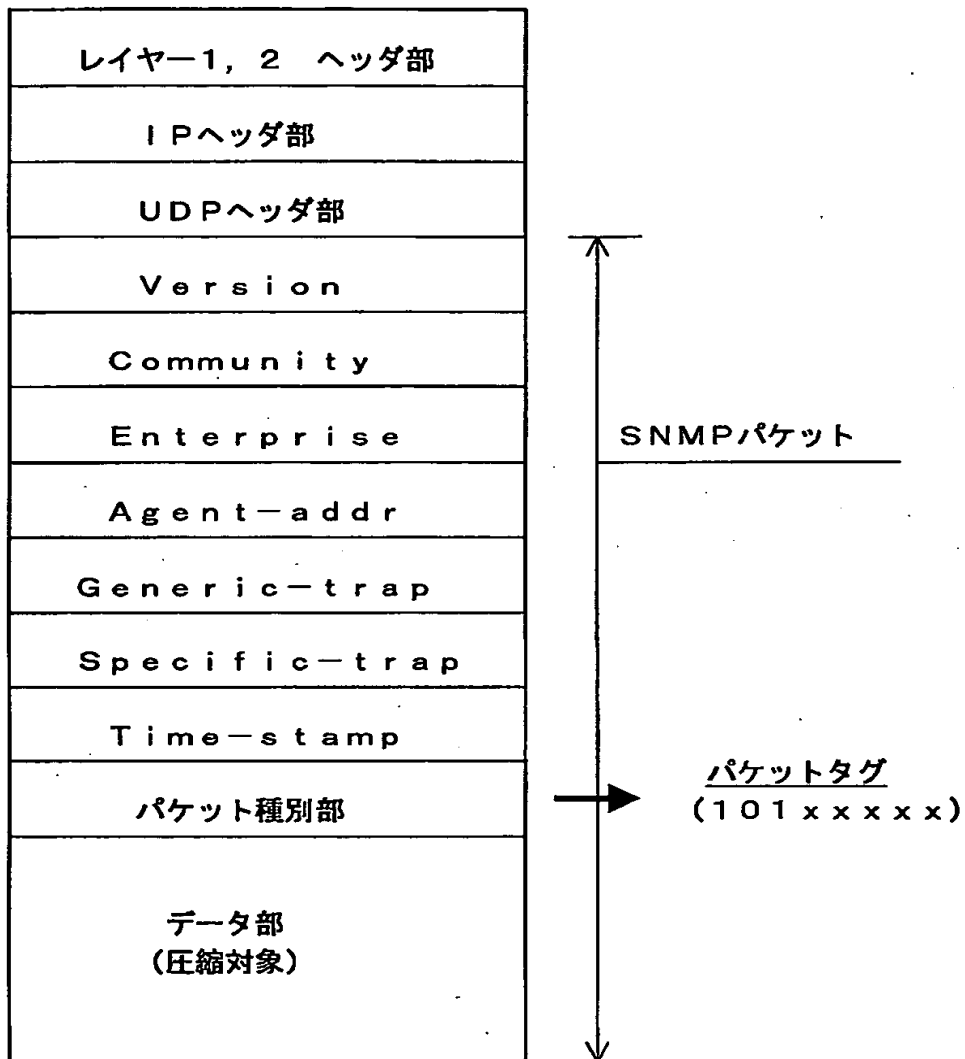 レイヤー1，2　ヘッダ部
IPヘッダ部
UDPヘッダ部
Version
Community
Enterprise
SNMPパケット
Agent-addr
Generic-trap
Specific-trap
Time-stamp
パケット種別部
パケットタグ
(101xxxxx)
データ部
(圧縮対象)